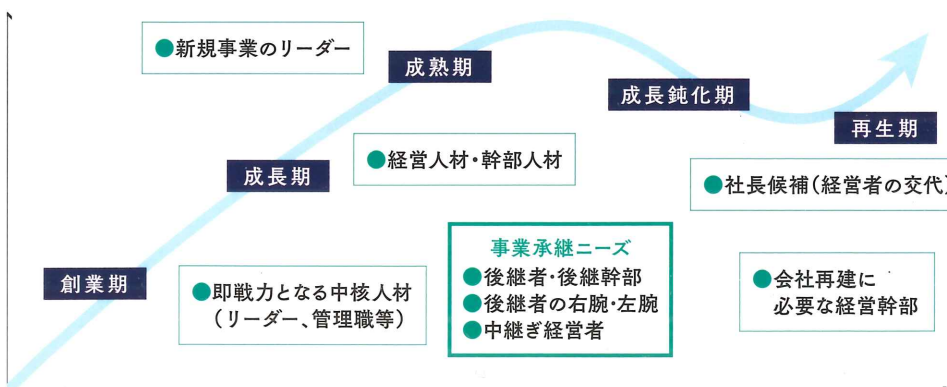 ●新規事業のリーダー
成熟期
成長鈍化期
再生期
●経営人材・幹部人材
成長期
●社長候補（経営者の交代）
事業承継ニーズ
●後継者・後継幹部
●後継者の右腕・左腕
●中継ぎ経営者
創業期
●即戦力となる中核人材
（リーダー、管理職等）
●会社再建に
必要な経営幹部